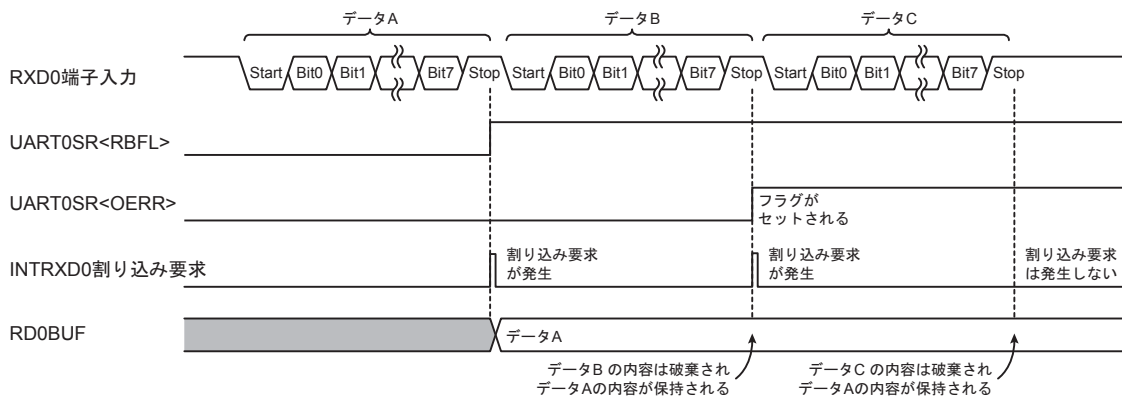 データA データB データC
RXD0端子入力 Start Bit0 Bit1 Bit7 Stop Start Bit0 Bit1 Bit7 Stop Start Bit0 Bit1 Bit7 Stop
UART0SR<RBFL>
UART0SR<OERR>
フラグが
セットされる
INTRXD0割り込み要求
割り込み要求
が発生
割り込み要求
が発生
割り込み要求
は発生しない
RD0BUF
データA
データB の内容は破棄され
データAの内容が保持される
データC の内容は破棄され
データAの内容が保持される